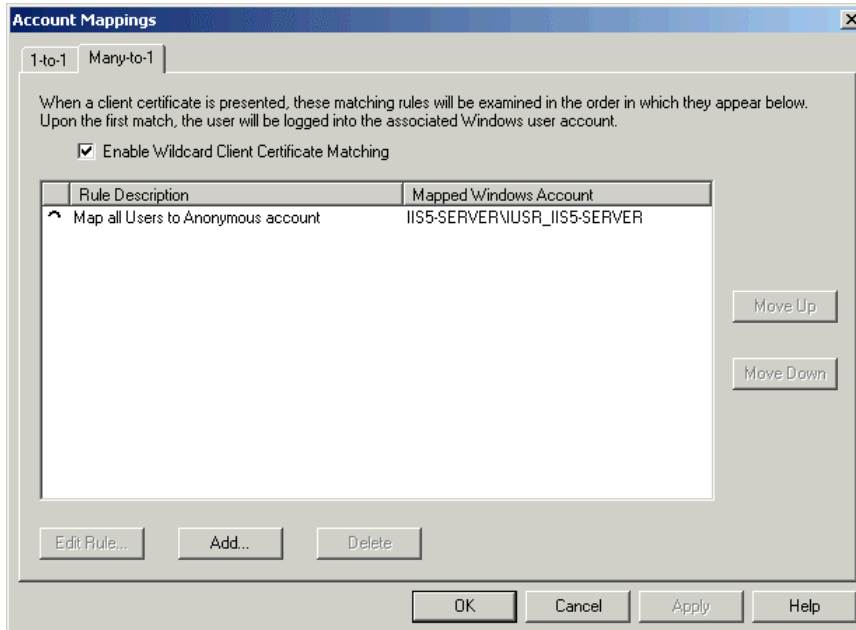 Account Mappings
1-to-1 Many-to-1
When a client certificate is presented, these matching rules will be examined in the order in which they appear below.
Upon the first match, the user will be logged into the associated Windows user account.
Enable Wildcard Client Certificate Matching
Rule Description Mapped Windows Account
Map all Users to Anonymous account IIS5-SERVER\IUSR_IIS5-SERVER
Move Up
Move Down
Edit Rule... Add... Delete
OK Cancel Apply Help